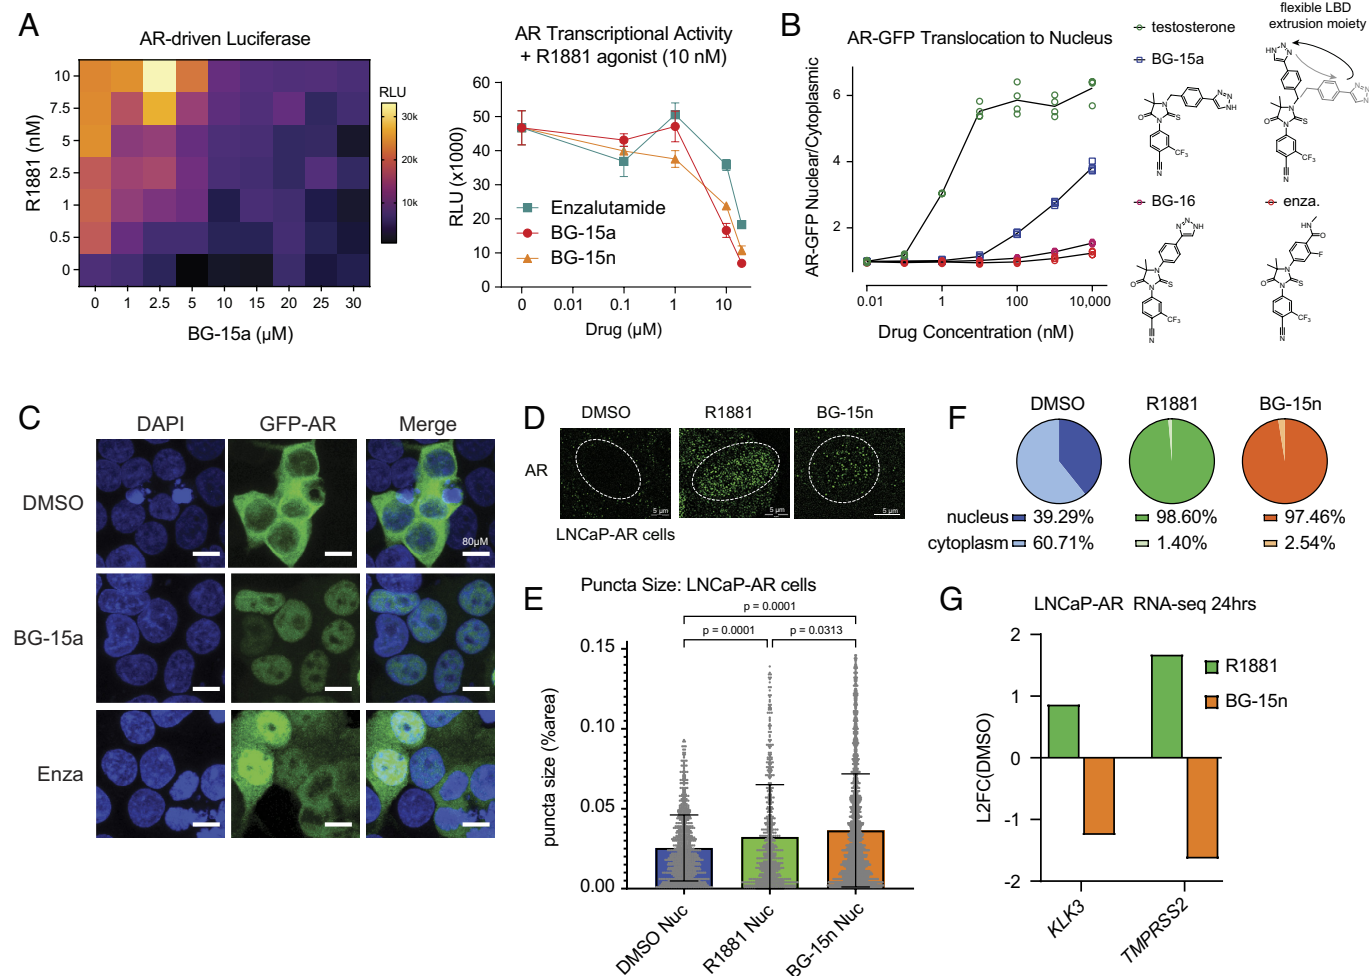 A
AR-driven Luciferase
R1881 (nM)
10
7.5
5
2.5
1
0.5
0
0 1 2.5 5 10 15 20 25 30
BG-15a (µM)
RLU
30k
20k
10k
AR Transcriptional Activity
+ R1881 agonist (10 nM)
RLU (x1000)
60
50
40
30
20
10
0
Enzalutamide
BG-15a
BG-15n
0 0.01 0.1 1 10
Drug (µM)
B
AR-GFP Translocation to Nucleus
AR-GFP Nuclear/Cytoplasmic
6
4
2
0.01 1 100 10,000
Drug Concentration (nM)
testosterone
BG-15a
flexible LBD
extrusion moiety
BG-16
enza.
C
DAPI GFP-AR Merge
DMSO
80µM
BG-15a
Enza
D
DMSO R1881 BG-15n
AR
5 µm 5 µm 5 µm
LNCaP-AR cells
E
Puncta Size: LNCaP-AR cells
p = 0.0001
p = 0.0001 p = 0.0313
puncta size (%area)
0.15
0.10
0.05
0.00
DMSO Nuc
R1881 Nuc
BG-15n Nuc
F
DMSO R1881 BG-15n
nucleus 39.29% 98.60% 97.46%
cytoplasm 60.71% 1.40% 2.54%
G
LNCaP-AR RNA-seq 24hrs
L2FC(DMSO)
2
1
0
-1
-2
R1881
BG-15n
KLK3
TMPRSS2